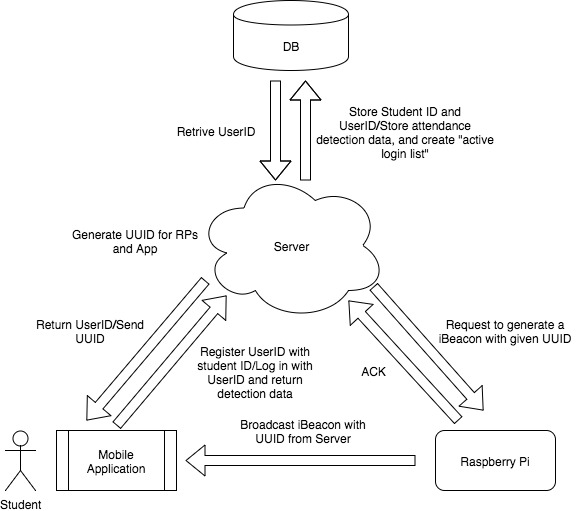 DB
Retrive UserID
Store Student ID and
UserID/Store attendance
detection data, and create "active
login list"
Generate UUID for RPs
and App
Server
Return UserID/Send
UUID
Register UserID with
student ID/Log in with
UserID and return
detection data
ACK
Request to generate a
iBeacon with given UUID
Broadcast iBeacon with
UUID from Server
Mobile
Application
Raspberry Pi
Student